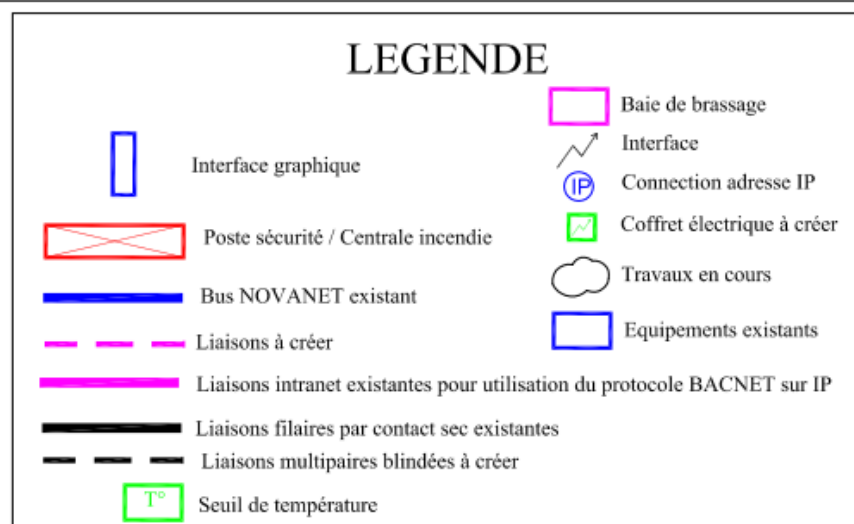 LEGENDE
Interface graphique
Poste sécurité / Centrale incendie
Bus NOVANET existant
Liaisons à créer
Liaisons intranet existantes pour utilisation du protocole BACNET sur IP
Liaisons filaires par contact sec existantes
Liaisons multipaires blindées à créer
T°
Seuil de température
Baie de brassage
Interface
IP
Connection adresse IP
Coffret électrique à créer
Travaux en cours
Equipements existants